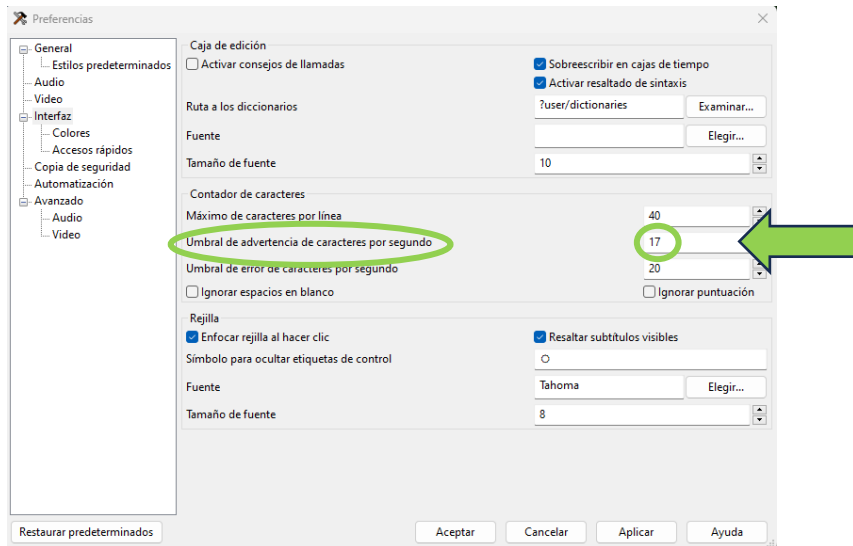 Preferencias
General
Estilos predeterminados
Audio
Video
Interfaz
Colores
Accesos rápidos
Copia de seguridad
Automatización
Avanzado
Audio
Video
Caja de edición
Activar consejos de llamadas
Sobreescribir en cajas de tiempo
Activar resaltado de sintaxis
Ruta a los diccionarios ?user/dictionaries Examinar...
Fuente Elegir...
Tamaño de fuente 10
Contador de caracteres
Máximo de caracteres por línea 40
Umbral de advertencia de caracteres por segundo 17
Umbral de error de caracteres por segundo 20
Ignorar espacios en blanco Ignorar puntuación
Rejilla
Enfocar rejilla al hacer clic Resaltar subtítulos visibles
Símbolo para ocultar etiquetas de control
Fuente Tahoma Elegir...
Tamaño de fuente 8
Restaurar predeterminados Aceptar Cancelar Aplicar Ayuda